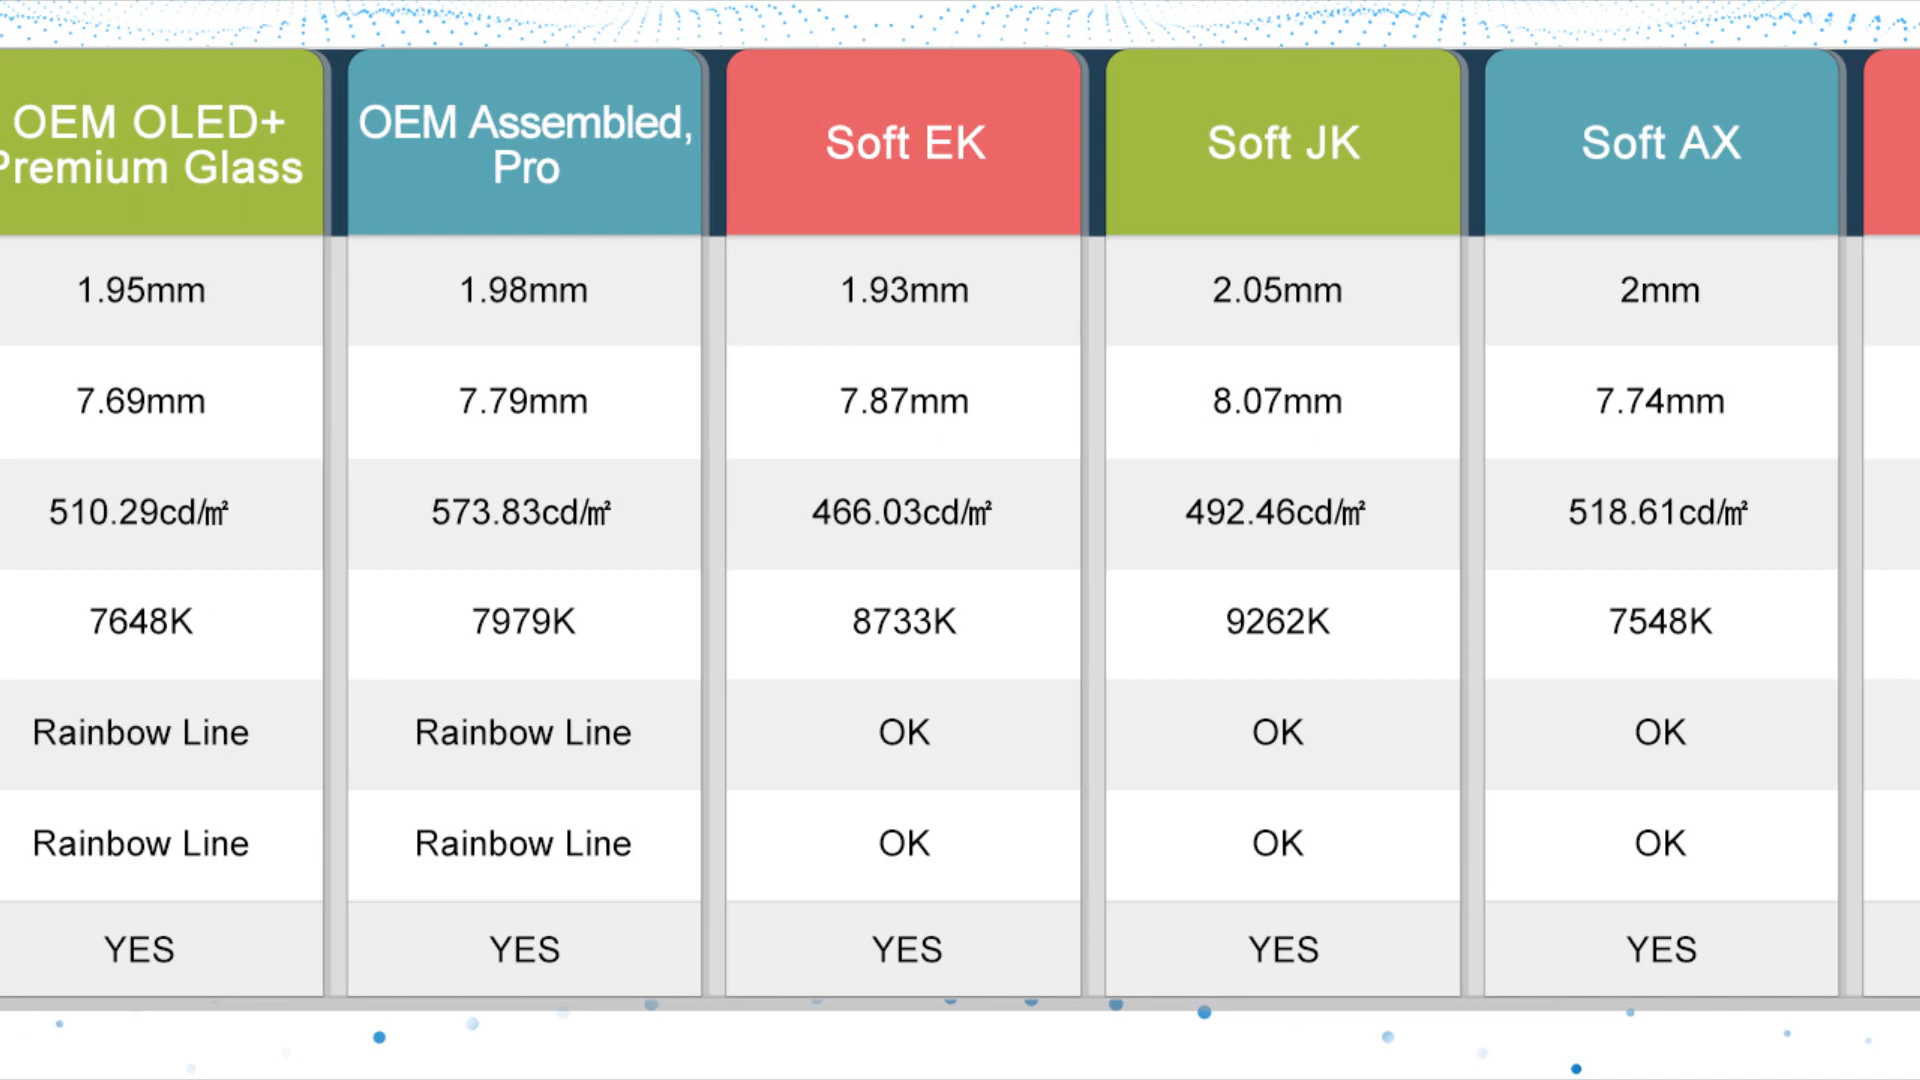 OEM OLED+
Premium Glass
OEM Assembled,
Pro
Soft EK
Soft JK
Soft AX
1.95mm 1.98mm 1.93mm 2.05mm 2mm
7.69mm 7.79mm 7.87mm 8.07mm 7.74mm
510.29cd/㎡ 573.83cd/㎡ 466.03cd/㎡ 492.46cd/㎡ 518.61cd/㎡
7648K 7979K 8733K 9262K 7548K
Rainbow Line Rainbow Line OK OK OK
Rainbow Line Rainbow Line OK OK OK
YES YES YES YES YES